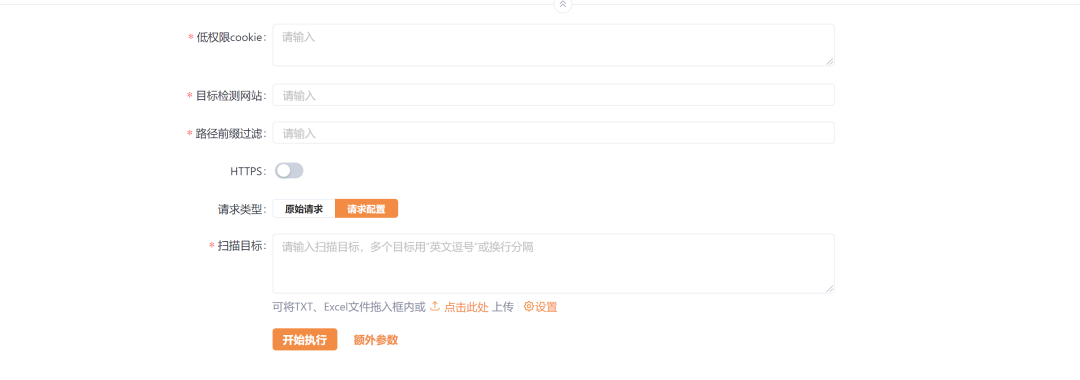 * 低权限cookie: 请输入
* 目标检测网站: 请输入
* 路径前缀过滤: 请输入
HTTPS:
请求类型: 原始请求 请求配置
* 扫描目标: 请输入扫描目标，多个目标用"英文逗号"或换行分隔
可将TXT、Excel文件拖入框内或 点击此处 上传 设置
开始执行 额外参数